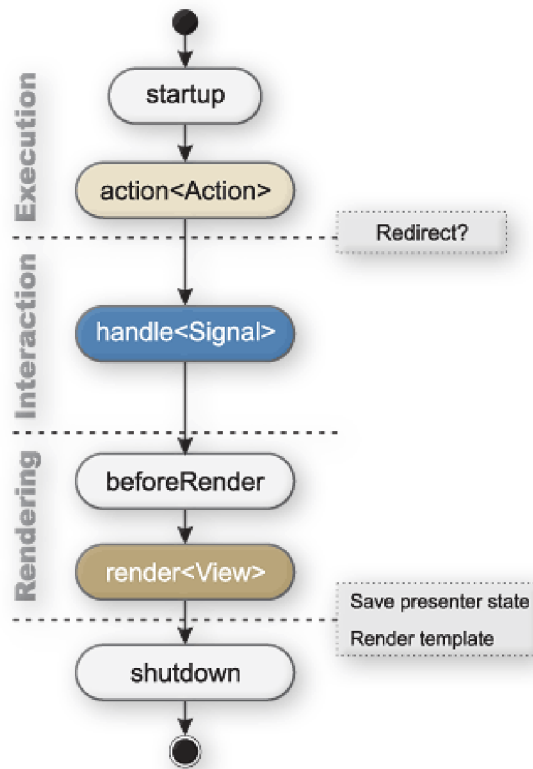 Execution
startup
action<Action>
Redirect?
Interaction
handle<Signal>
Rendering
beforeRender
render<View>
Save presenter state
Render template
shutdown